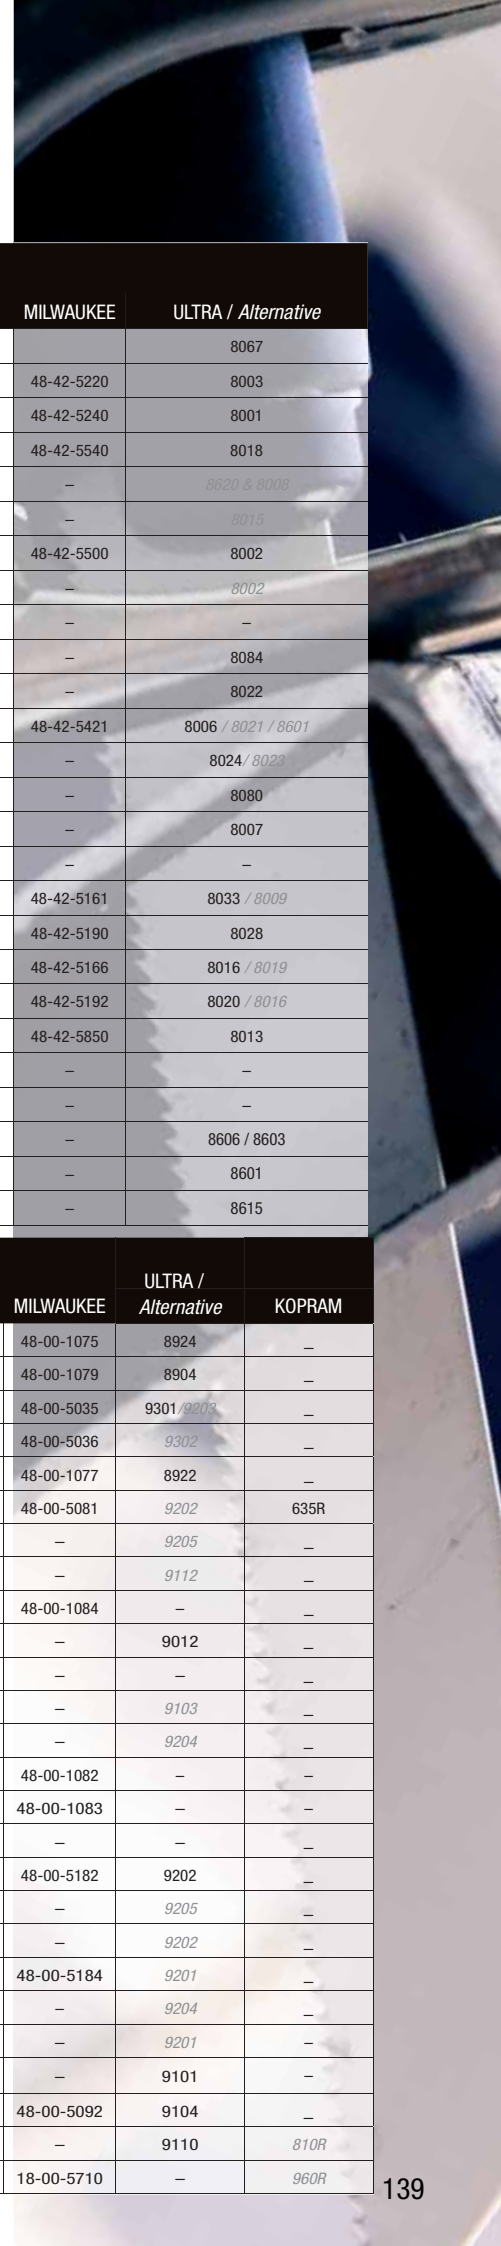 MILWAUKEE ULTRA / Alternative
8067
48-42-5220 8003
48-42-5240 8001
48-42-5540 8018
– 8620 & 8008
– 8015
48-42-5500 8002
– 8002
– –
– 8084
– 8022
48-42-5421 8006 / 8021 / 8601
– 8024/ 8023
– 8080
– 8007
– –
48-42-5161 8033 / 8009
48-42-5190 8028
48-42-5166 8016 / 8019
48-42-5192 8020 / 8016
48-42-5850 8013
– –
– –
– 8606 / 8603
– 8601
– 8615
ULTRA /
MILWAUKEE Alternative KOPRAM
48-00-1075 8924 _
48-00-1079 8904 _
48-00-5035 9301/9203 _
48-00-5036 9302 _
48-00-1077 8922 _
48-00-5081 9202 635R
– 9205 _
– 9112 _
48-00-1084 – _
– 9012 _
– – _
– 9103 _
– 9204 _
48-00-1082 – –
48-00-1083 – –
– – _
48-00-5182 9202 _
– 9205 _
– 9202 _
48-00-5184 9201 _
– 9204 _
– 9201 –
– 9101 –
48-00-5092 9104 _
– 9110 810R
18-00-5710 – 960R
139